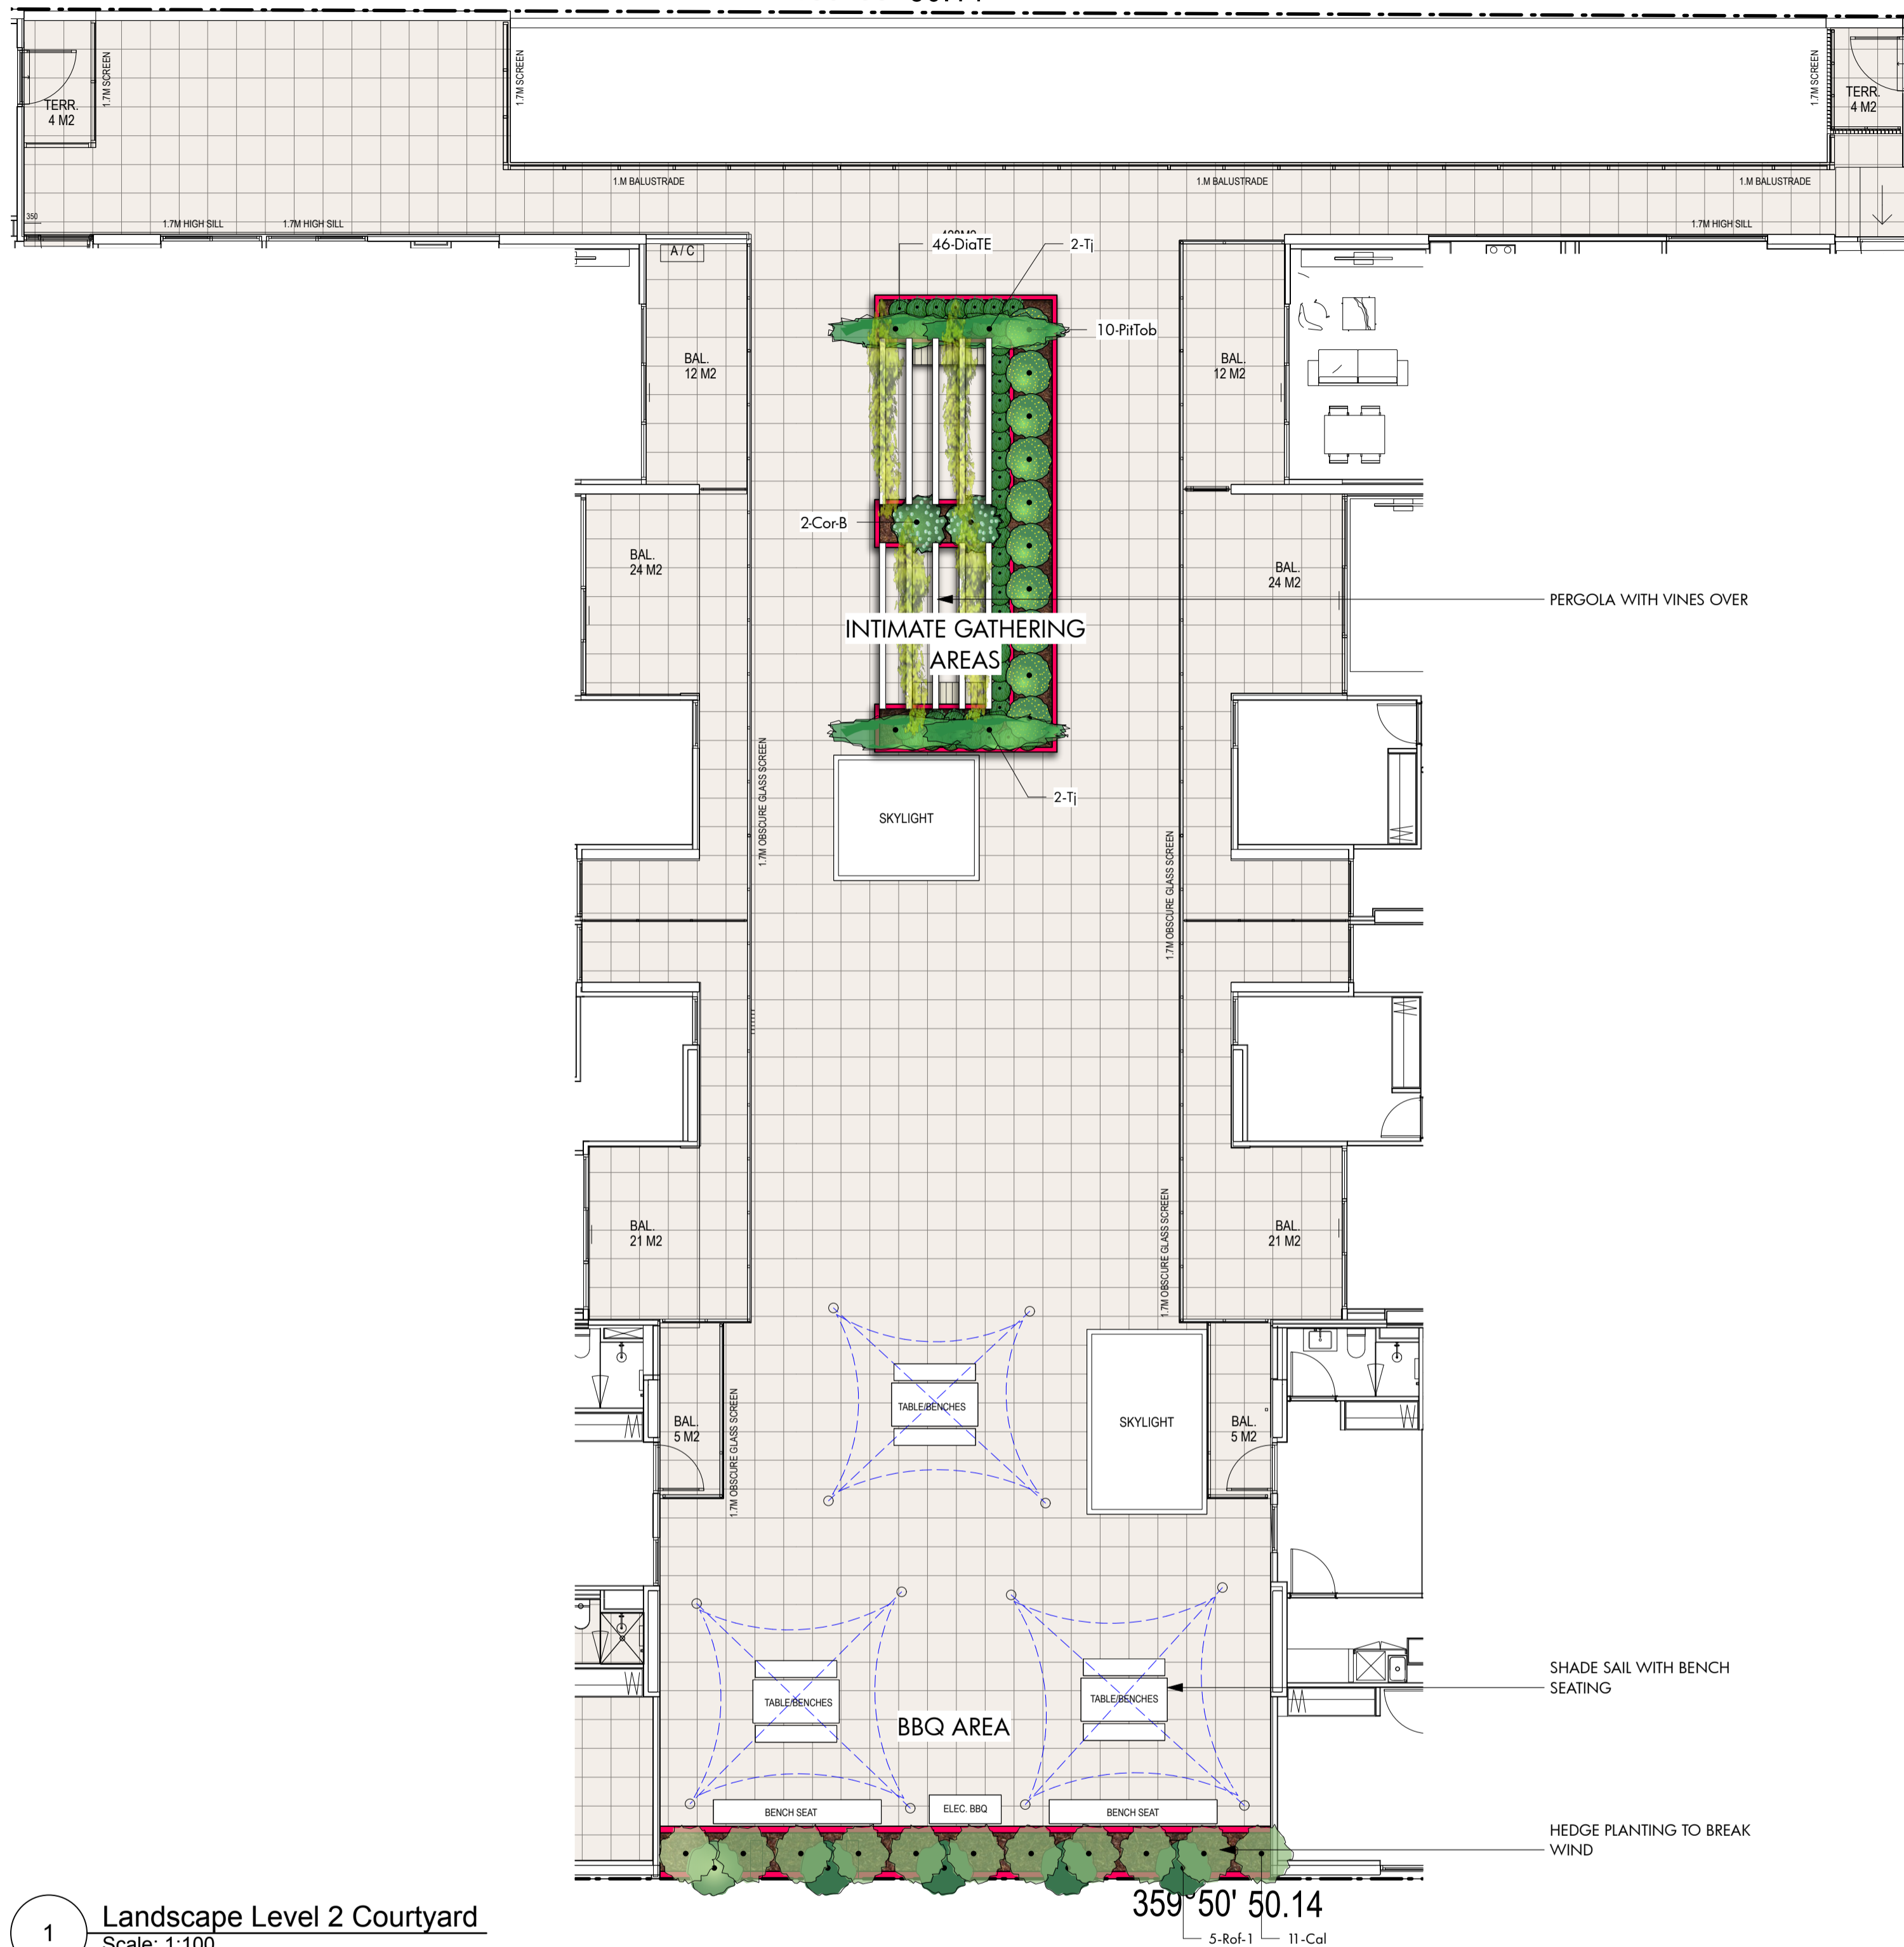 TERR.
4 M2
1.7M SCREEN
1.7M SCREEN
1.7M SCREEN
TERR.
4 M2
1.M BALUSTRADE
1.M BALUSTRADE
1.M BALUSTRADE
350
1.7M HIGH SILL
1.7M HIGH SILL
1.7M HIGH SILL
A / C
46-DiaTE
2-Tj
10-PitTob
BAL.
12 M2
BAL.
12 M2
2-Cor-B
BAL.
24 M2
BAL.
24 M2
PERGOLA WITH VINES OVER
INTIMATE GATHERING
AREAS
1.7M OBSCURE GLASS SCREEN
2-Tj
SKYLIGHT
1.7M OBSCURE GLASS SCREEN
BAL.
21 M2
BAL.
21 M2
1.7M OBSCURE GLASS SCREEN
TABLE/BENCHES
SKYLIGHT
BAL.
5 M2
BAL.
5 M2
1.7M OBSCURE GLASS SCREEN
SHADE SAIL WITH BENCH
SEATING
TABLE/BENCHES
TABLE/BENCHES
BBQ AREA
BENCH SEAT
ELEC. BBQ
BENCH SEAT
HEDGE PLANTING TO BREAK
WIND
359°50' 50.14
5-Rof-1
11-Cal
1
Landscape Level 2 Courtyard
Scale: 1:100